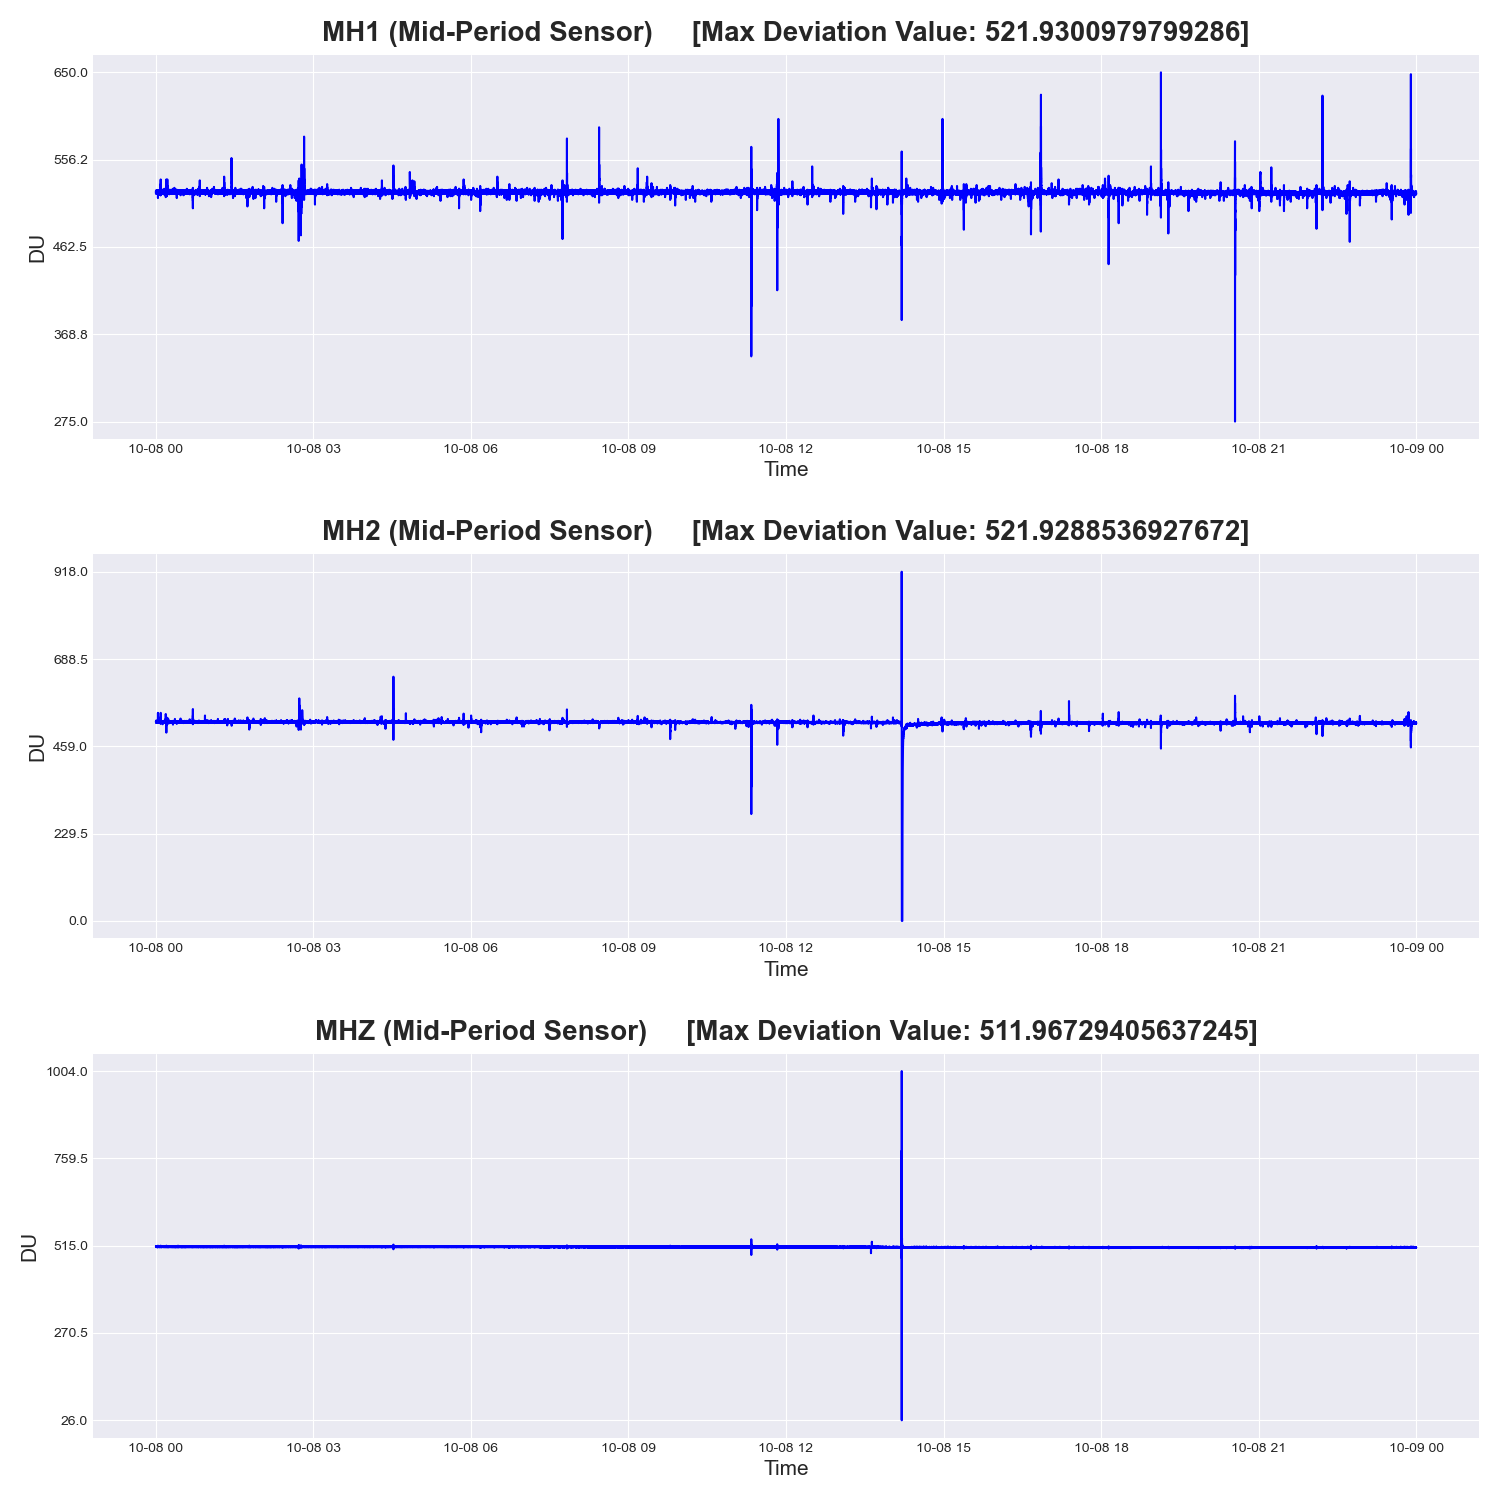 MH1 (Mid-Period Sensor) [Max Deviation Value: 521.9300979799286]
650.0
556.2
462.5
368.8
275.0
DU
10-08 00 10-08 03 10-08 06 10-08 09 10-08 12 10-08 15 10-08 18 10-08 21 10-09 00
Time
MH2 (Mid-Period Sensor) [Max Deviation Value: 521.9288536927672]
918.0
688.5
459.0
229.5
0.0
DU
10-08 00 10-08 03 10-08 06 10-08 09 10-08 12 10-08 15 10-08 18 10-08 21 10-09 00
Time
MHZ (Mid-Period Sensor) [Max Deviation Value: 511.96729405637245]
1004.0
759.5
515.0
270.5
26.0
DU
10-08 00 10-08 03 10-08 06 10-08 09 10-08 12 10-08 15 10-08 18 10-08 21 10-09 00
Time